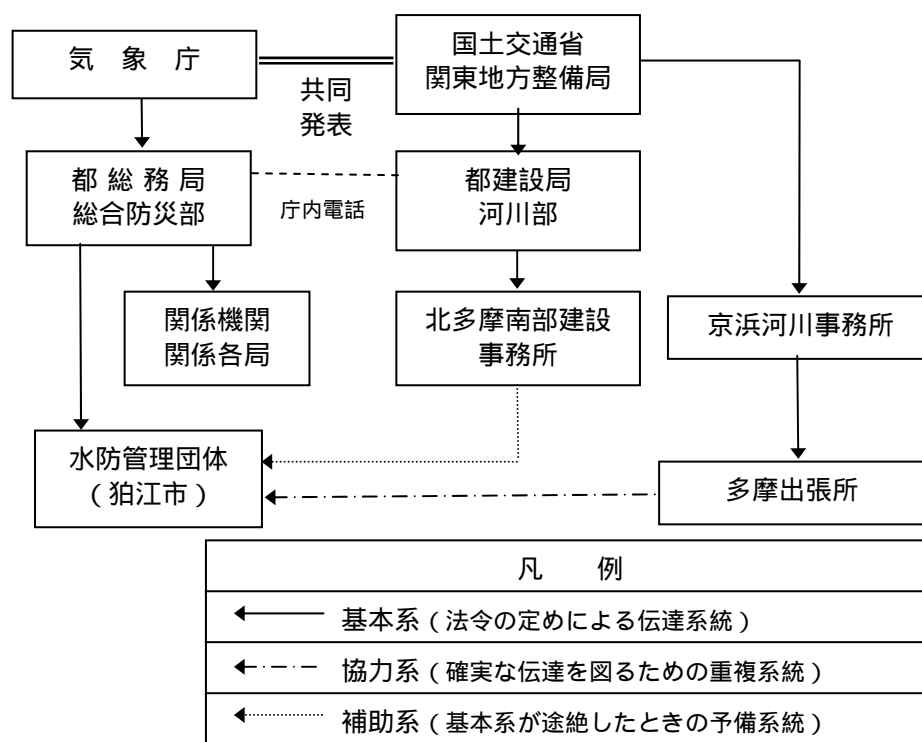 気 象 庁
国土交通省
関東地方整備局
共同
発表
都 総 務 局
総合防災部
庁内電話
都建設局
河川部
関係機関
関係各局
北多摩南部建設
事務所
京浜河川事務所
水防管理団体
(狛江市)
多摩出張所
凡 例
基本系(法令の定めによる伝達系統)
協力系(確実な伝達を図るための重複系統)
補助系(基本系が途絶したときの予備系統)